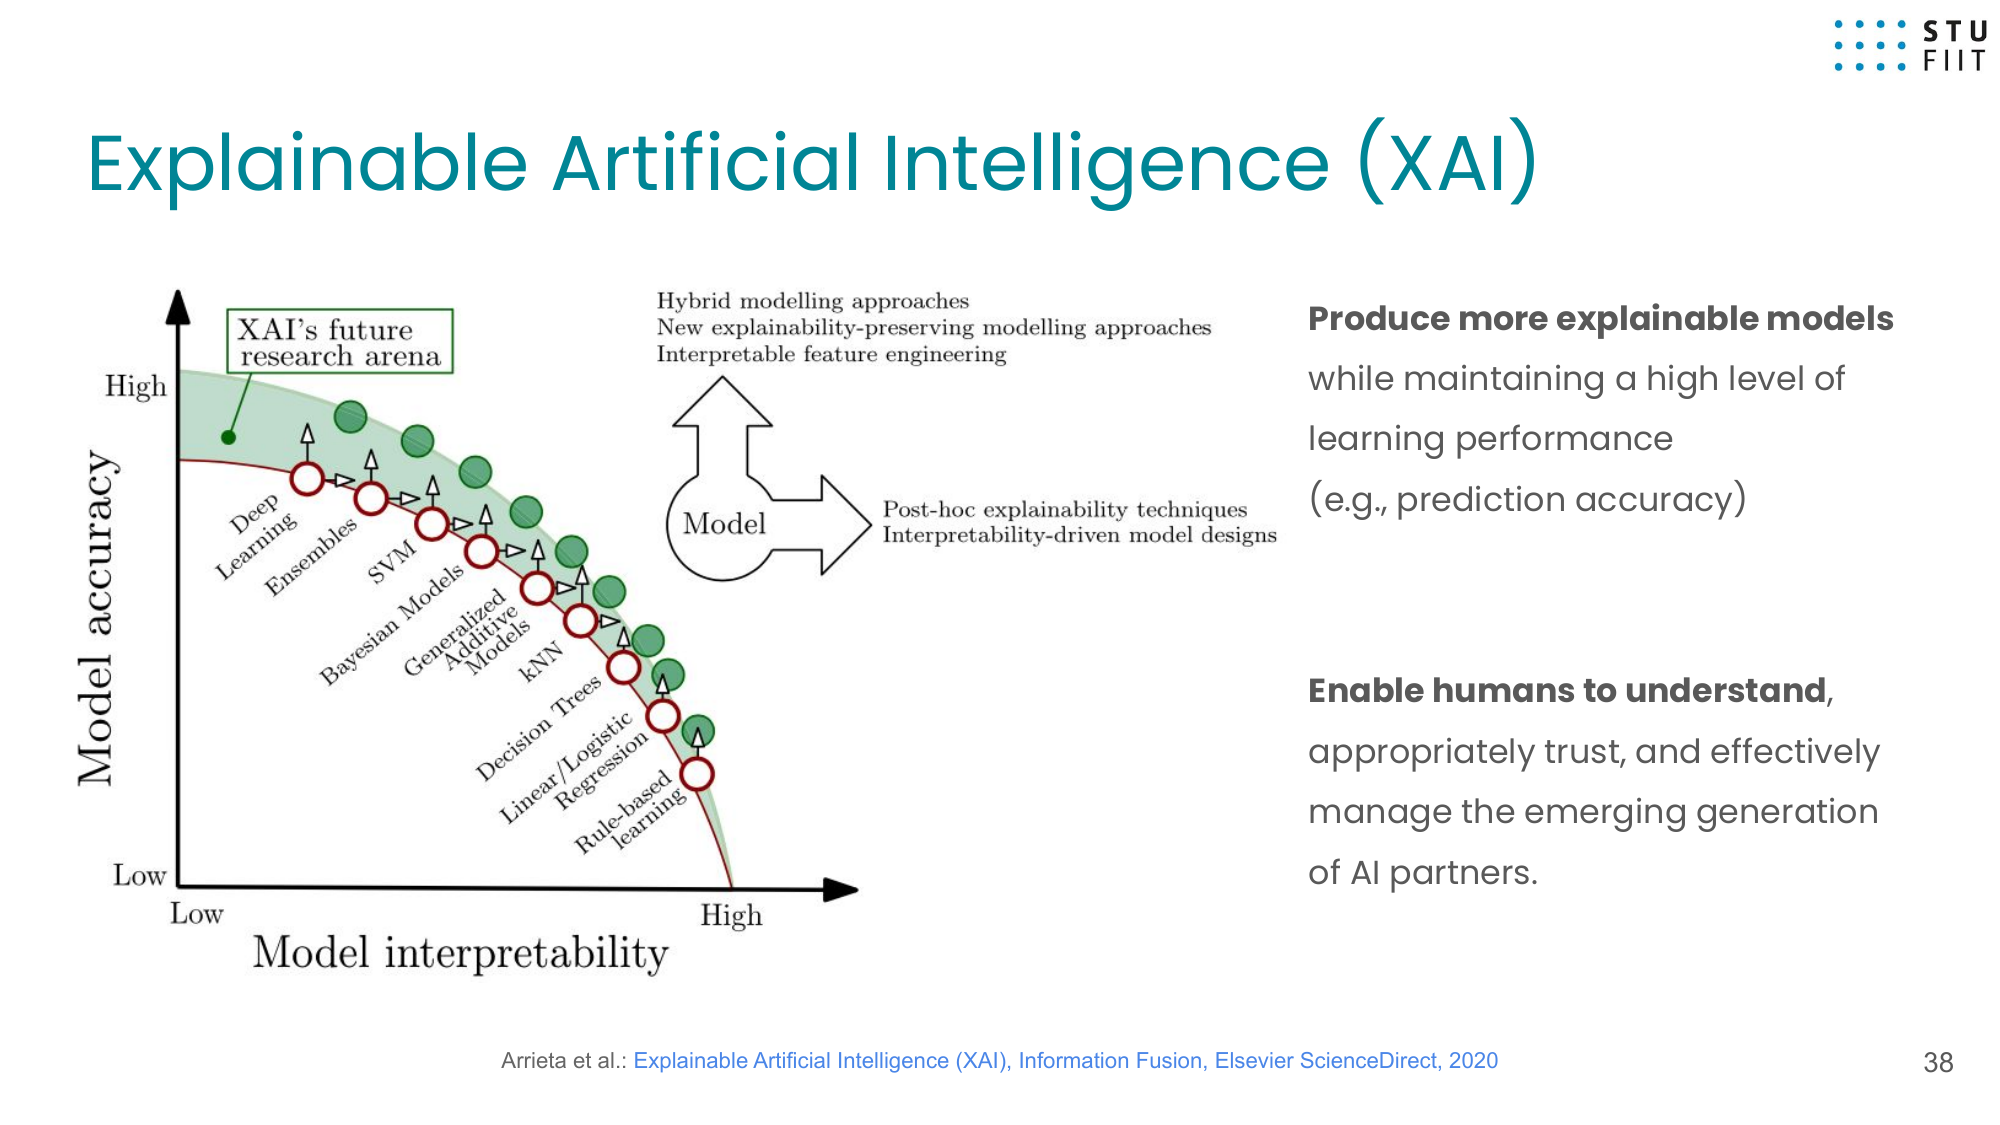 STU
FIIT
Explainable Artificial Intelligence (XAI)
XAI's future
research arena
High
Model accuracy
Low
Low
High
Model interpretability
Deep
Learning
Ensembles
SVM
Bayesian Models
Generalized
Additive
Models
kNN
Decision Trees
Linear/Logistic
Regression
Rule-based
learning
Hybrid modelling approaches
New explainability-preserving modelling approaches
Interpretable feature engineering
Model
Post-hoc explainability techniques
Interpretability-driven model designs
Produce more explainable models
while maintaining a high level of
learning performance
(e.g., prediction accuracy)
Enable humans to understand,
appropriately trust, and effectively
manage the emerging generation
of AI partners.
Arrieta et al.: Explainable Artificial Intelligence (XAI), Information Fusion, Elsevier ScienceDirect, 2020
38